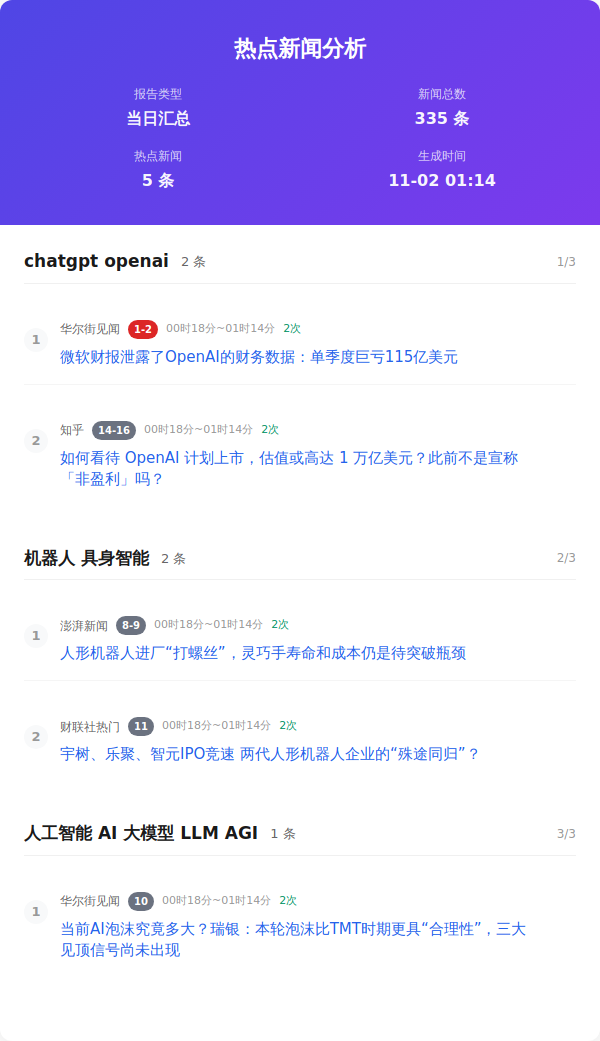 热点新闻分析
报告类型
新闻总数
当日汇总
335 条
热点新闻
生成时间
5 条
11-02 01:14
chatgpt openai 2 条 1/3
1
华尔街见闻 1-2 00时18分~01时14分 2次
微软财报泄露了OpenAI的财务数据：单季度巨亏115亿美元
2
知乎 14-16 00时18分~01时14分 2次
如何看待 OpenAI 计划上市，估值或高达 1 万亿美元？此前不是宣称
「非盈利」吗？
机器人 具身智能 2 条 2/3
1
澎湃新闻 8-9 00时18分~01时14分 2次
人形机器人进厂“打螺丝”，灵巧手寿命和成本仍是待突破瓶颈
2
财联社热门 11 00时18分~01时14分 2次
宇树、乐聚、智元IPO竞速 两代人形机器人企业的“殊途同归”？
人工智能 AI 大模型 LLM AGI 1 条 3/3
1
华尔街见闻 10 00时18分~01时14分 2次
当前AI泡沫究竟多大？瑞银：本轮泡沫比TMT时期更具“合理性”，三大
见顶信号尚未出现